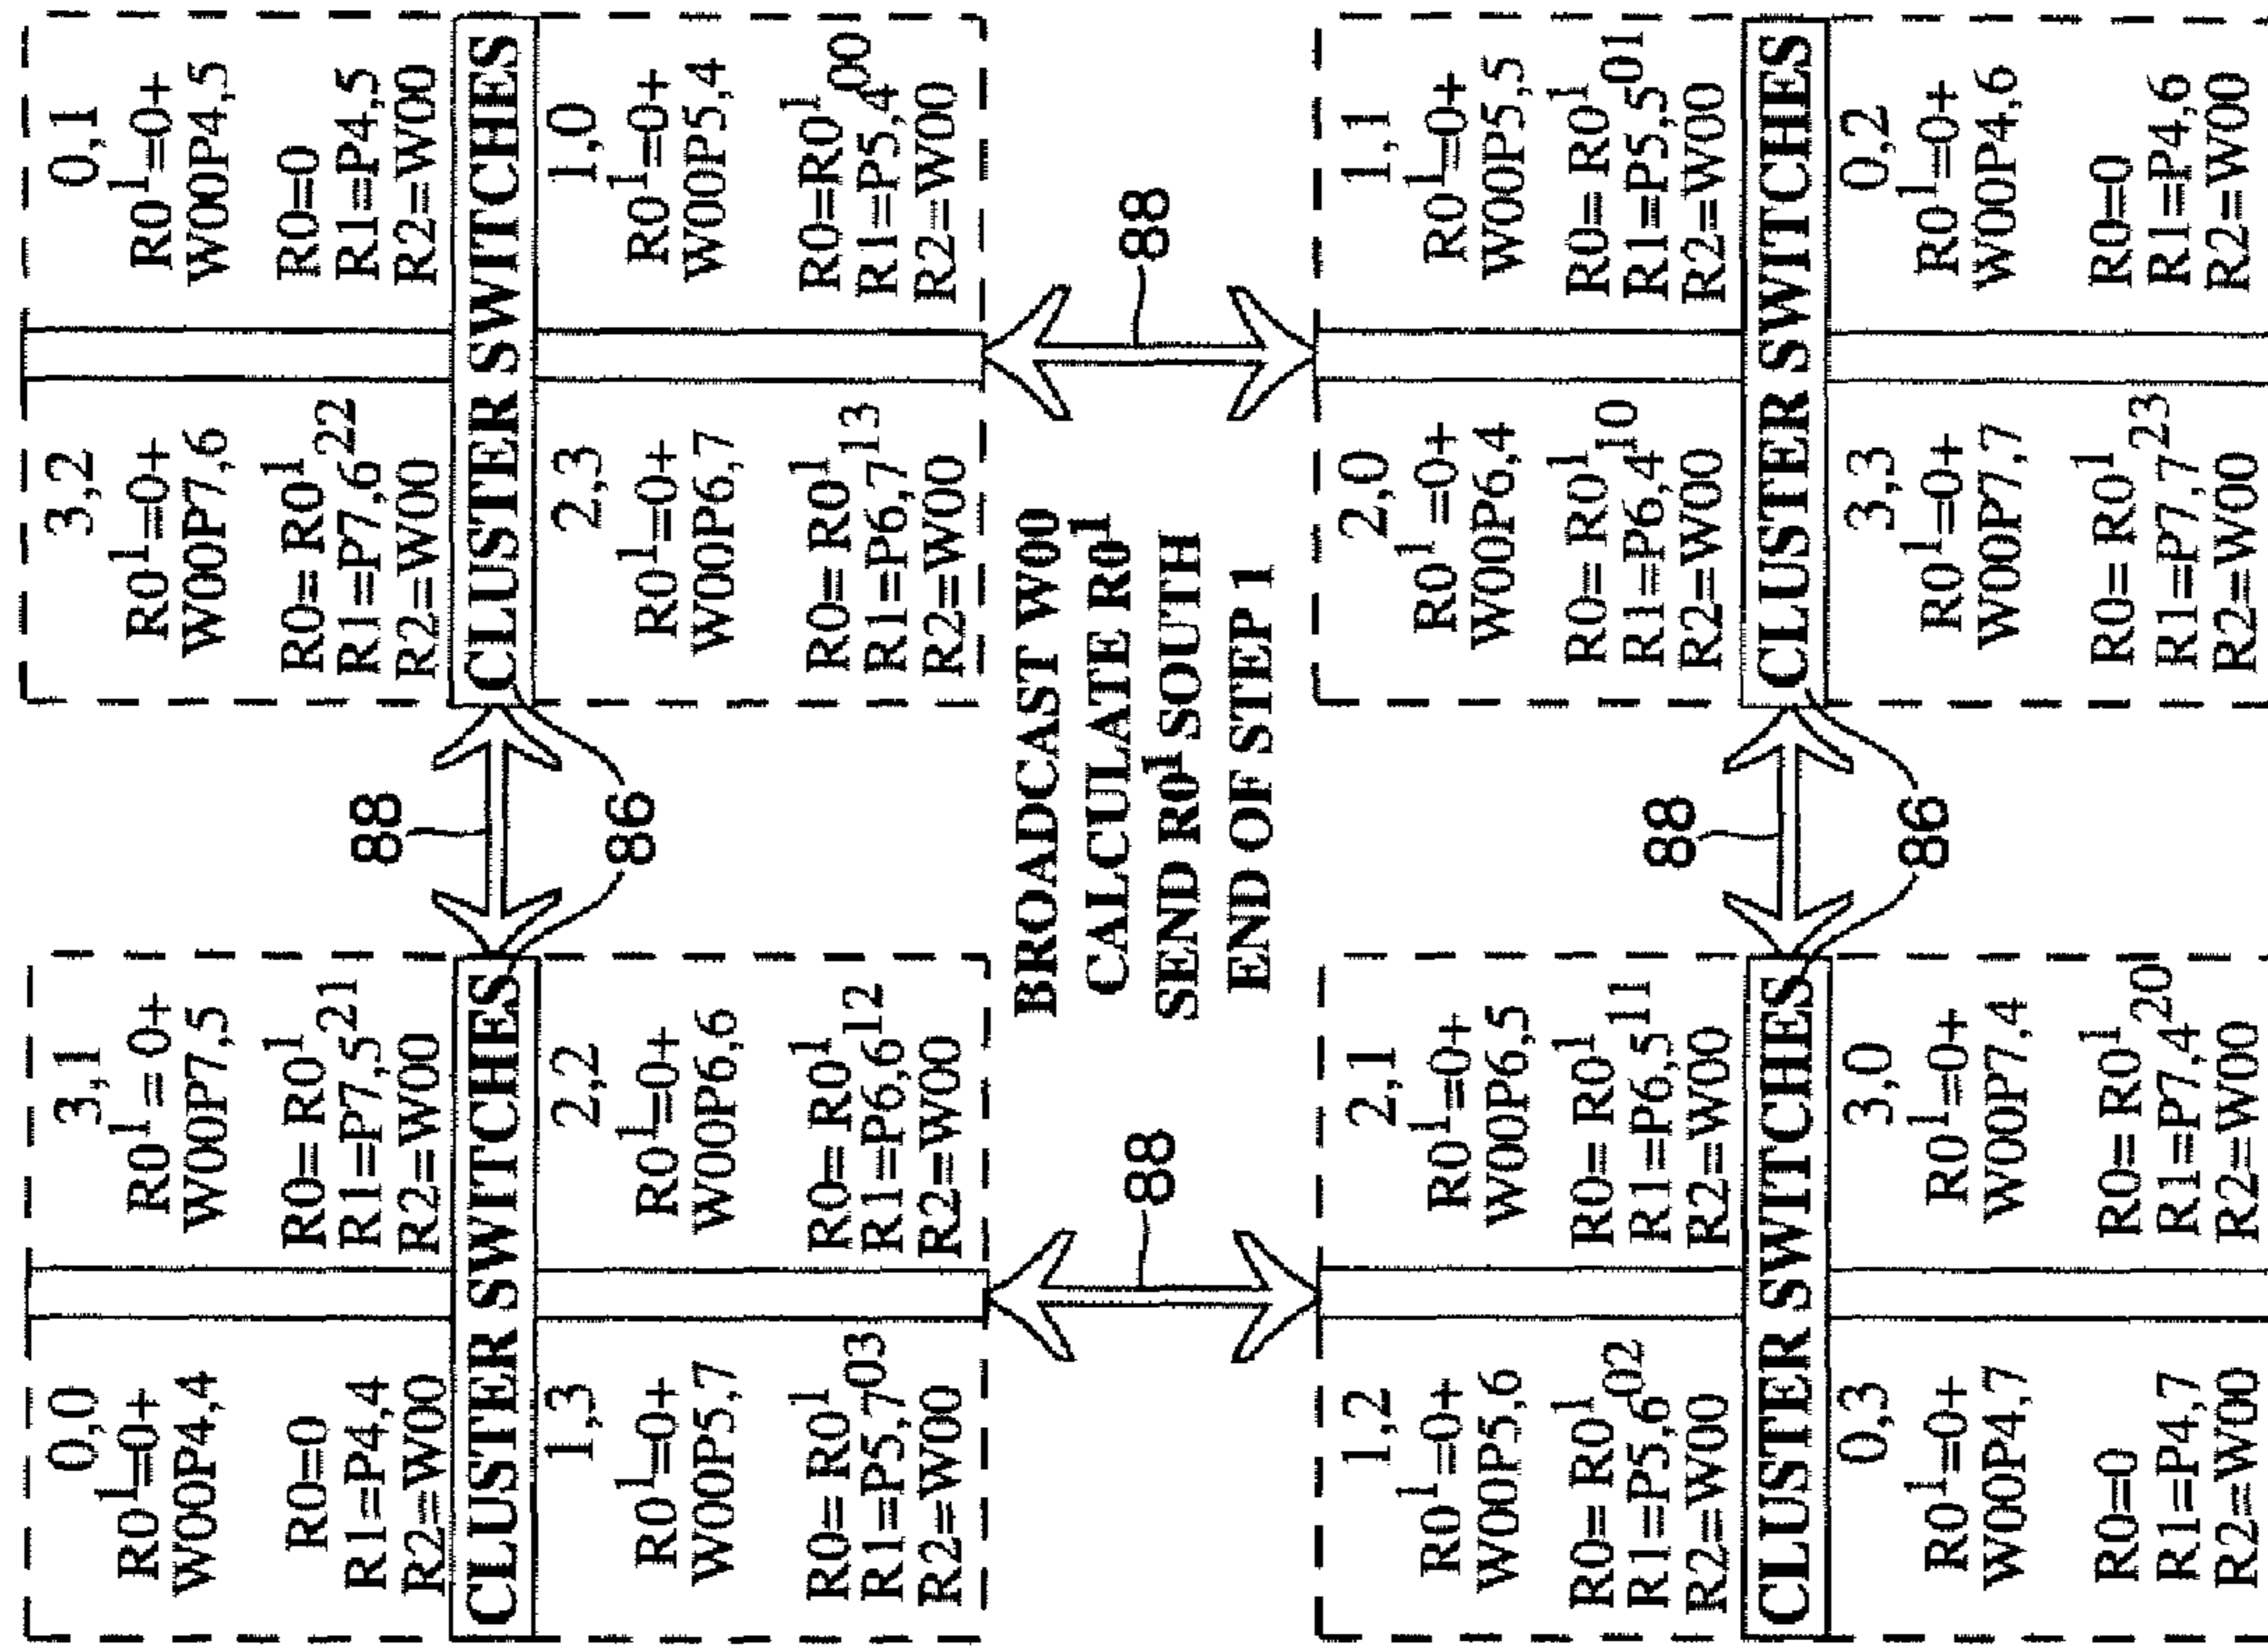 0,0
R0¹=0+
W00P4,4
R0=0
R1=P4,4
R2=W00
3,1
R0¹=0+
W00P7,5
R0=R0¹
R1=P7,5²¹
R2=W00
CLUSTER SWITCHES
1,3
R0¹=0+
W00P5,7
R0=R0¹
R1=P5,7⁰³
R2=W00
2,2
R0¹=0+
W00P6,6
R0=R0¹
R1=P6,6¹²
R2=W00
88
86
3,2
R0¹=0+
W00P7,6
R0=R0¹
R1=P7,6²²
R2=W00
0,1
R0¹=0+
W00P4,5
R0=0
R1=P4,5
R2=W00
CLUSTER SWITCHES
2,3
R0¹=0+
W00P6,7
R0=R0¹
R1=P6,7¹³
R2=W00
1,0
R0¹=0+
W00P5,4
R0=R0¹
R1=P5,4⁰⁰
R2=W00
88
BROADCAST W00
CALCULATE R0¹
SEND R0¹ SOUTH
END OF STEP 1
88
1,2
R0¹=0+
W00P5,6
R0=R0¹
R1=P5,6⁰²
R2=W00
2,1
R0¹=0+
W00P6,5
R0=R0¹
R1=P6,5¹¹
R2=W00
CLUSTER SWITCHES
0,3
R0¹=0+
W00P4,7
R0=0
R1=P4,7
R2=W00
3,0
R0¹=0+
W00P7,4
R0=R0¹
R1=P7,4²⁰
R2=W00
88
86
2,0
R0¹=0+
W00P6,4
R0=R0¹
R1=P6,4¹⁰
R2=W00
1,1
R0¹=0+
W00P5,5
R0=R0¹
R1=P5,5⁰¹
R2=W00
CLUSTER SWITCHES
3,3
R0¹=0+
W00P7,7
R0=R0¹
R1=P7,7²³
R2=W00
0,2
R0¹=0+
W00P4,6
R0=0
R1=P4,6
R2=W00